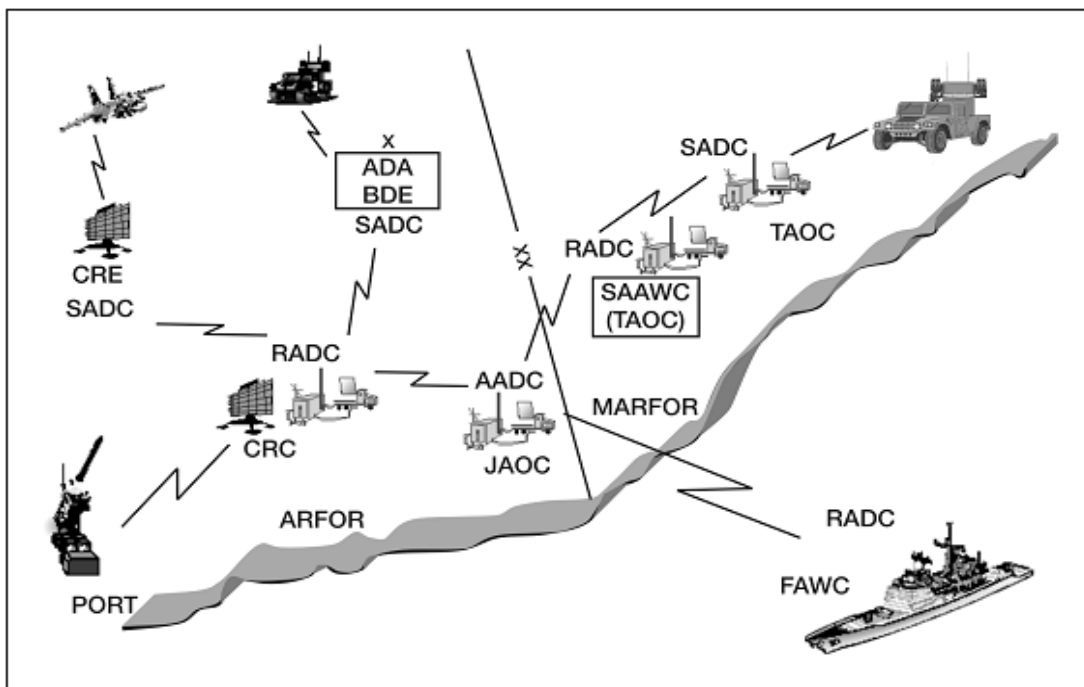 X
ADA
BDE
SADC
SADC
TAOC
CRE
SADC
XX
RADC
SAAWC
(TAOC)
RADC
CRC
AADC
JAOC
MARFOR
ARFOR
PORT
RADC
FAWC